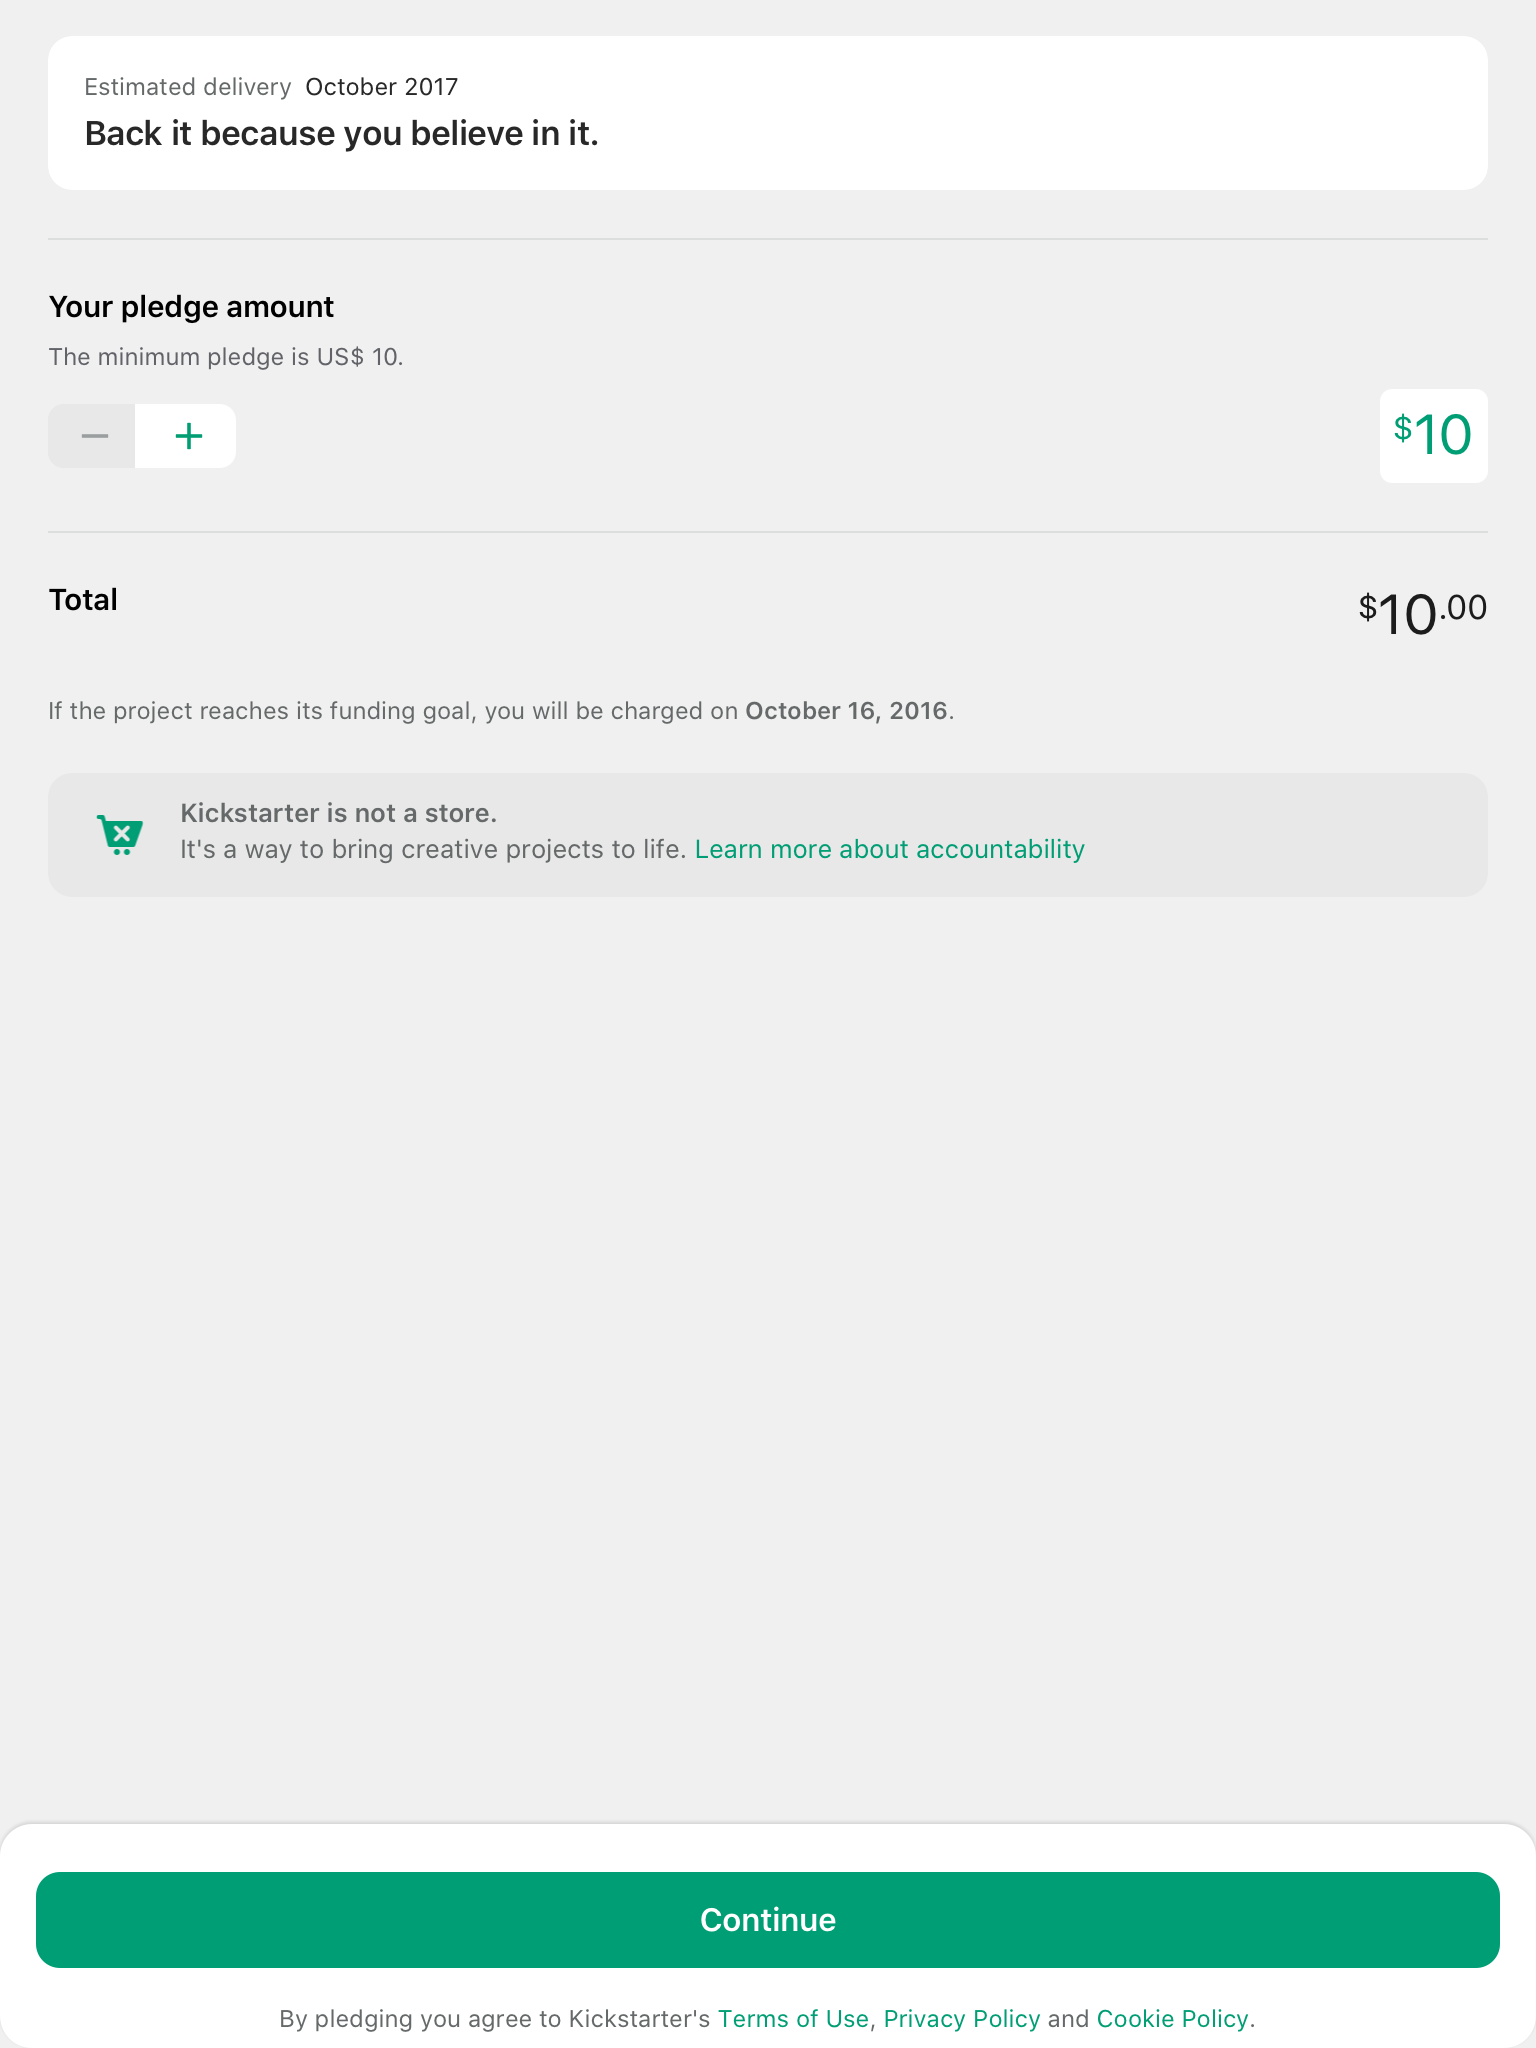 Estimated delivery October 2017
Back it because you believe in it.
Your pledge amount
The minimum pledge is US$ 10.
$10
Total
$10.00
If the project reaches its funding goal, you will be charged on October 16, 2016.
Kickstarter is not a store.
It's a way to bring creative projects to life. Learn more about accountability
Continue
By pledging you agree to Kickstarter's Terms of Use, Privacy Policy and Cookie Policy.